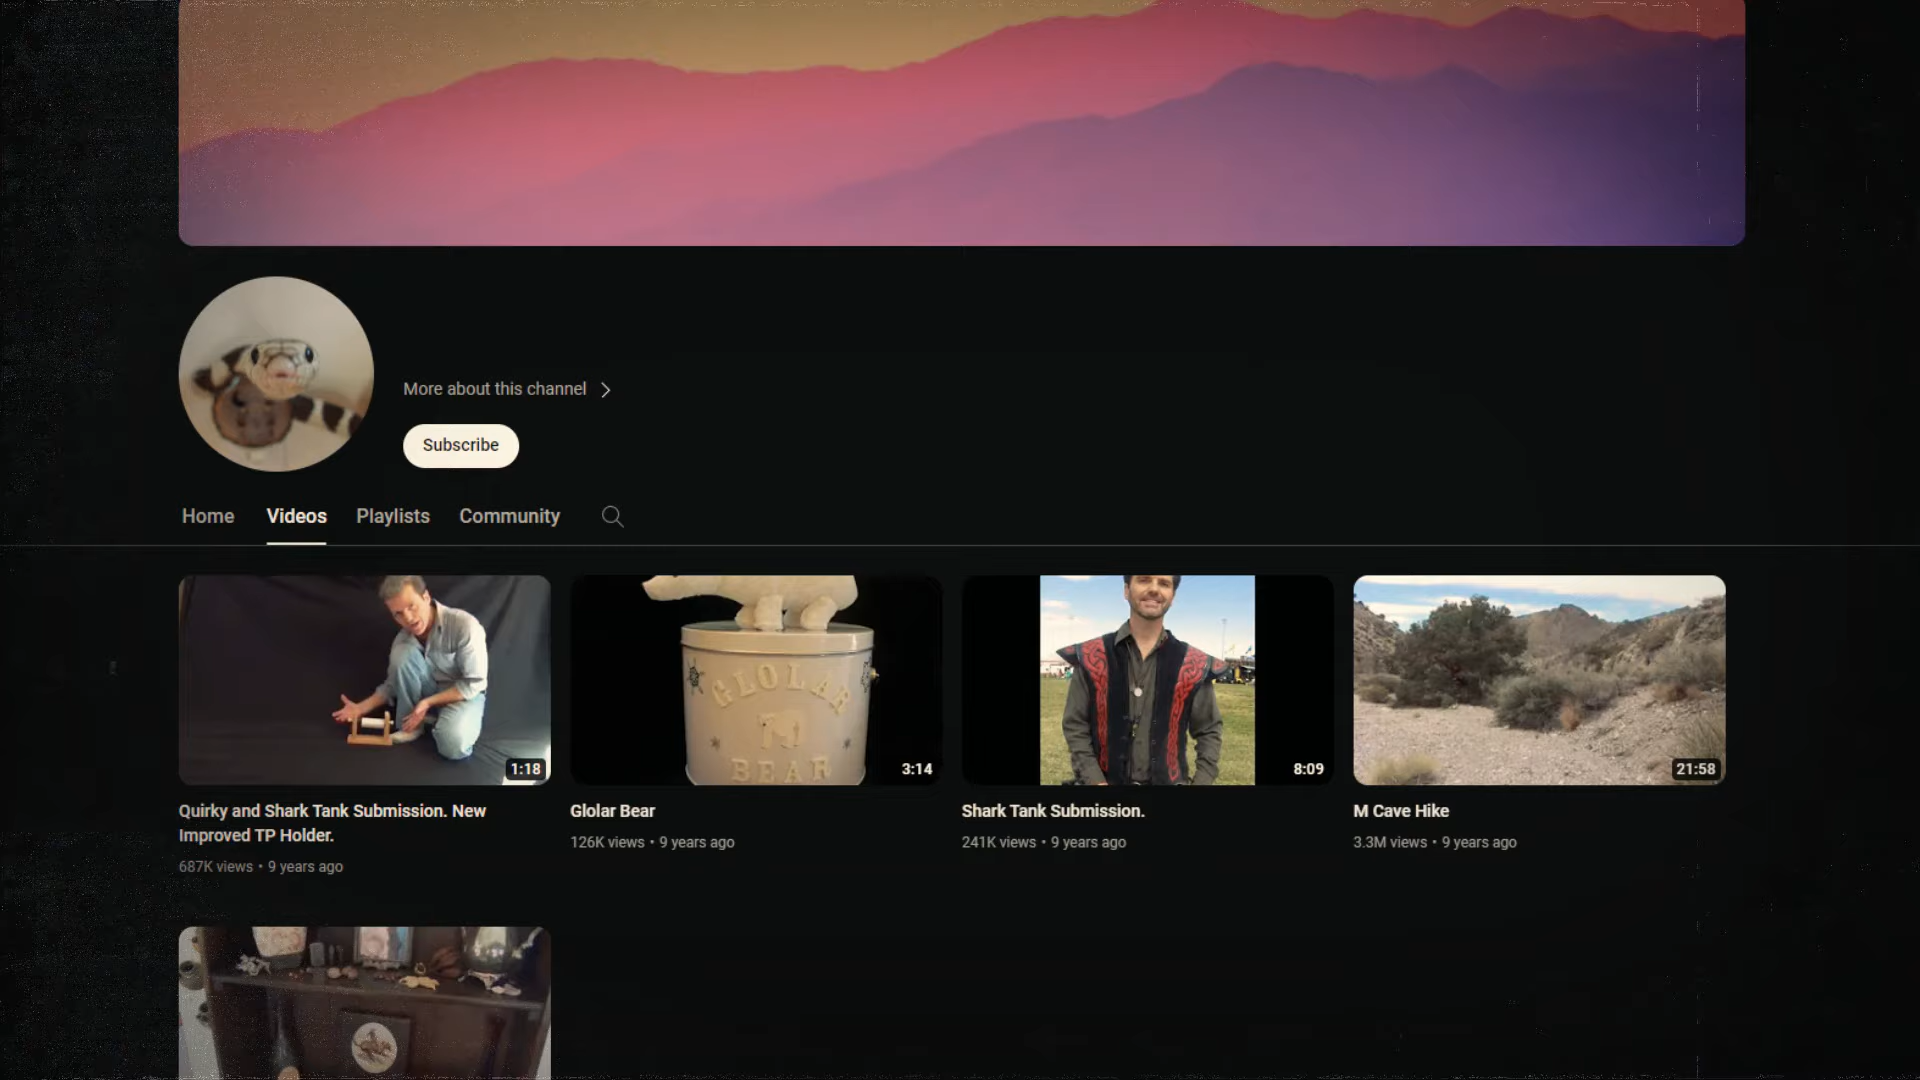 More about this channel
Subscribe
Home
Videos
Playlists
Community
1:18
GLOLAR
BEAR
3:14
8:09
21:58
Quirky and Shark Tank Submission. New
Improved TP Holder.
687K views • 9 years ago
Glolar Bear
126K views • 9 years ago
Shark Tank Submission.
241K views • 9 years ago
M Cave Hike
3.3M views • 9 years ago